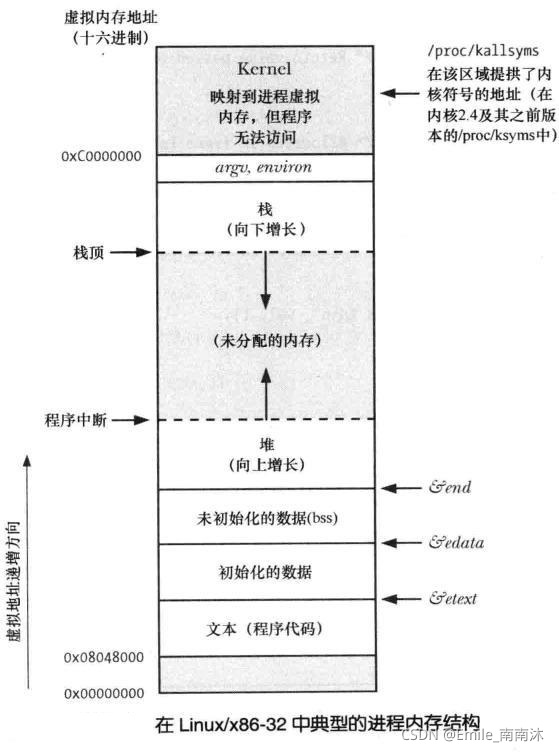 虚拟内存地址
(十六进制)
/proc/kallsyms
在该区域提拱了内
核符号的地址(在
内核2.4及其之前版
本的/proc/ksyms中)
Kernel
映射到进程虚拟
内存,但程序
无法访问
0xC0000000
argv, environ
栈
(向下增长)
栈顶
(未分配的内存)
程序中断
堆
(向上增长)
&end
未初始化的数据(bss)
&edata
初始化的数据
&etext
文本(程序代码)
0x08048000
0x00000000
虚拟地址递增方向
在 Linux/x86-32 中典型的进程内存结构
CSDN @Emile_南南沐